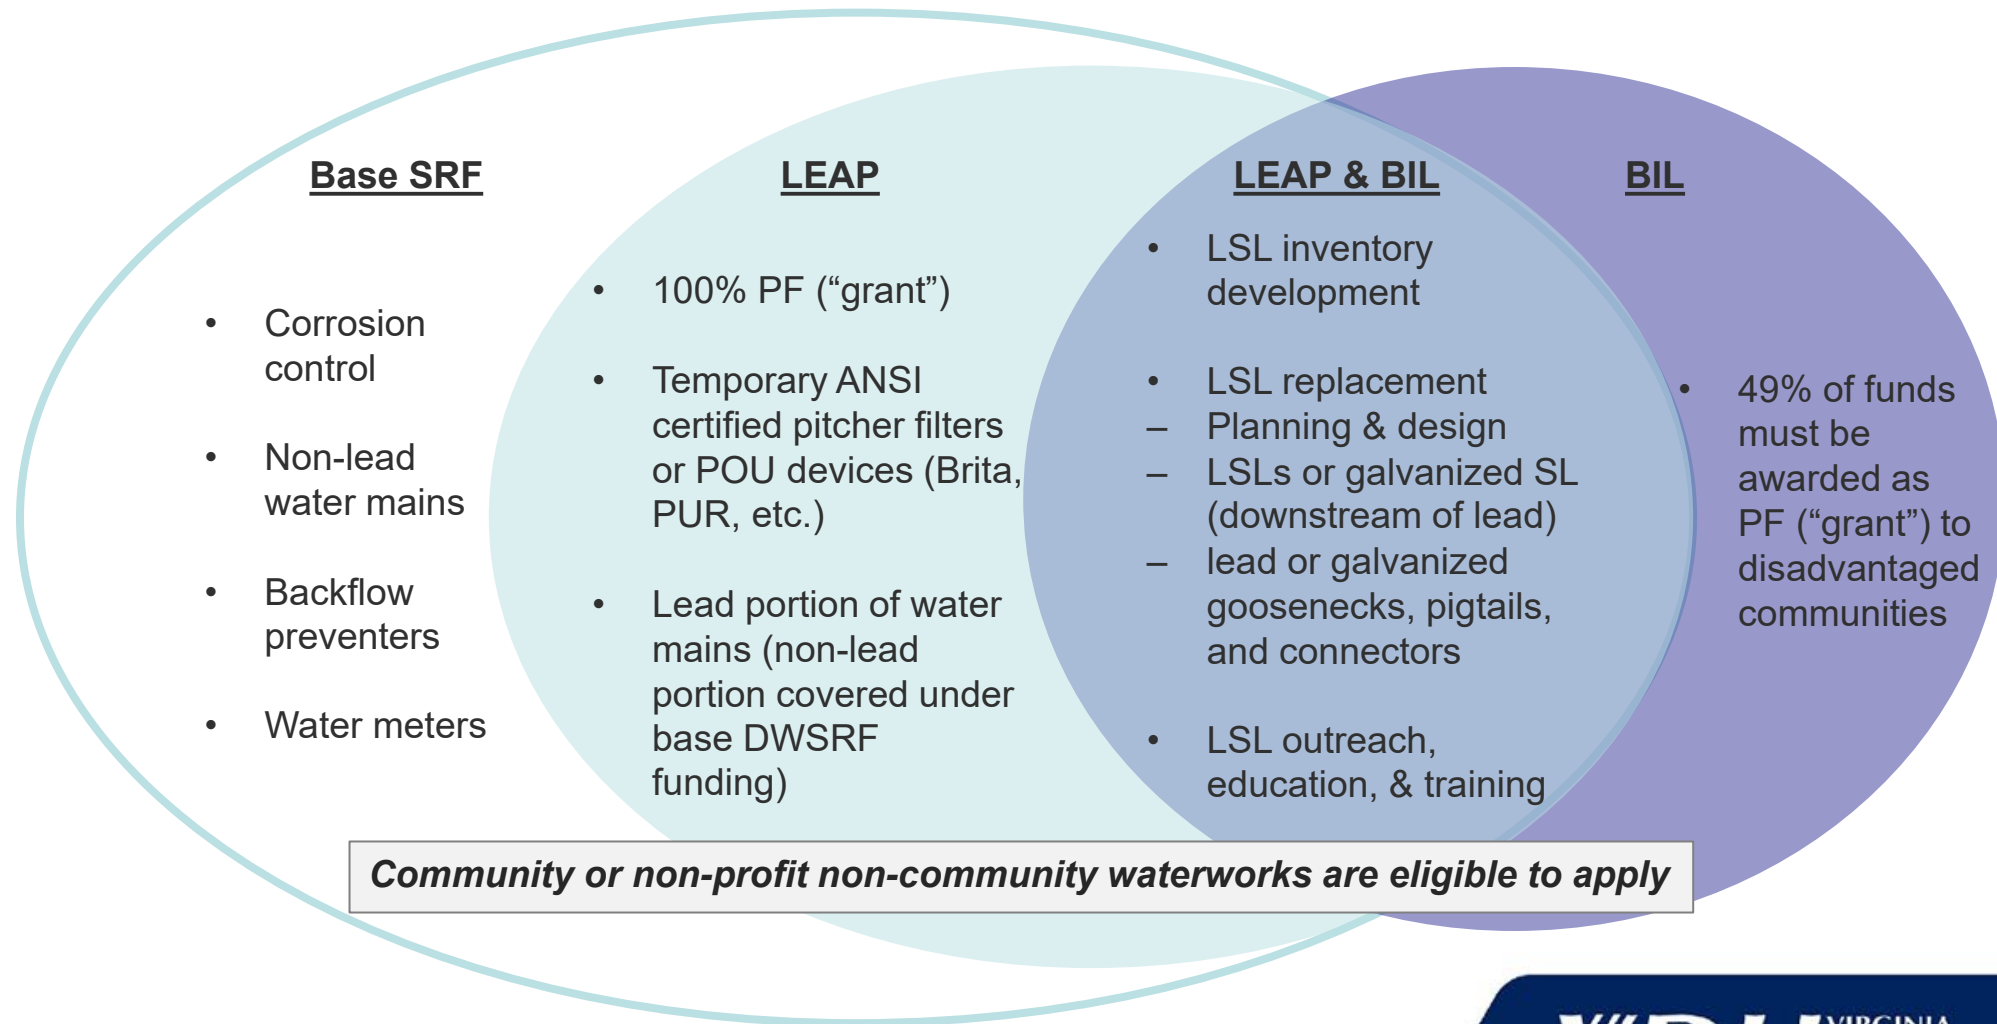 Base SRF
• Corrosion
control
• Non-lead
water mains
• Backflow
preventers
• Water meters
LEAP
• 100% PF (“grant”)
• Temporary ANSI
certified pitcher filters
or POU devices (Brita,
PUR, etc.)
• Lead portion of water
mains (non-lead
portion covered under
base DWSRF
funding)
LEAP & BIL
• LSL inventory
development
• LSL replacement
– Planning & design
– LSLs or galvanized SL
(downstream of lead)
– lead or galvanized
goosenecks, pigtails,
and connectors
• LSL outreach,
education, & training
BIL
• 49% of funds
must be
awarded as
PF (“grant”) to
disadvantaged
communities
Community or non-profit non-community waterworks are eligible to apply
VIRGINIA